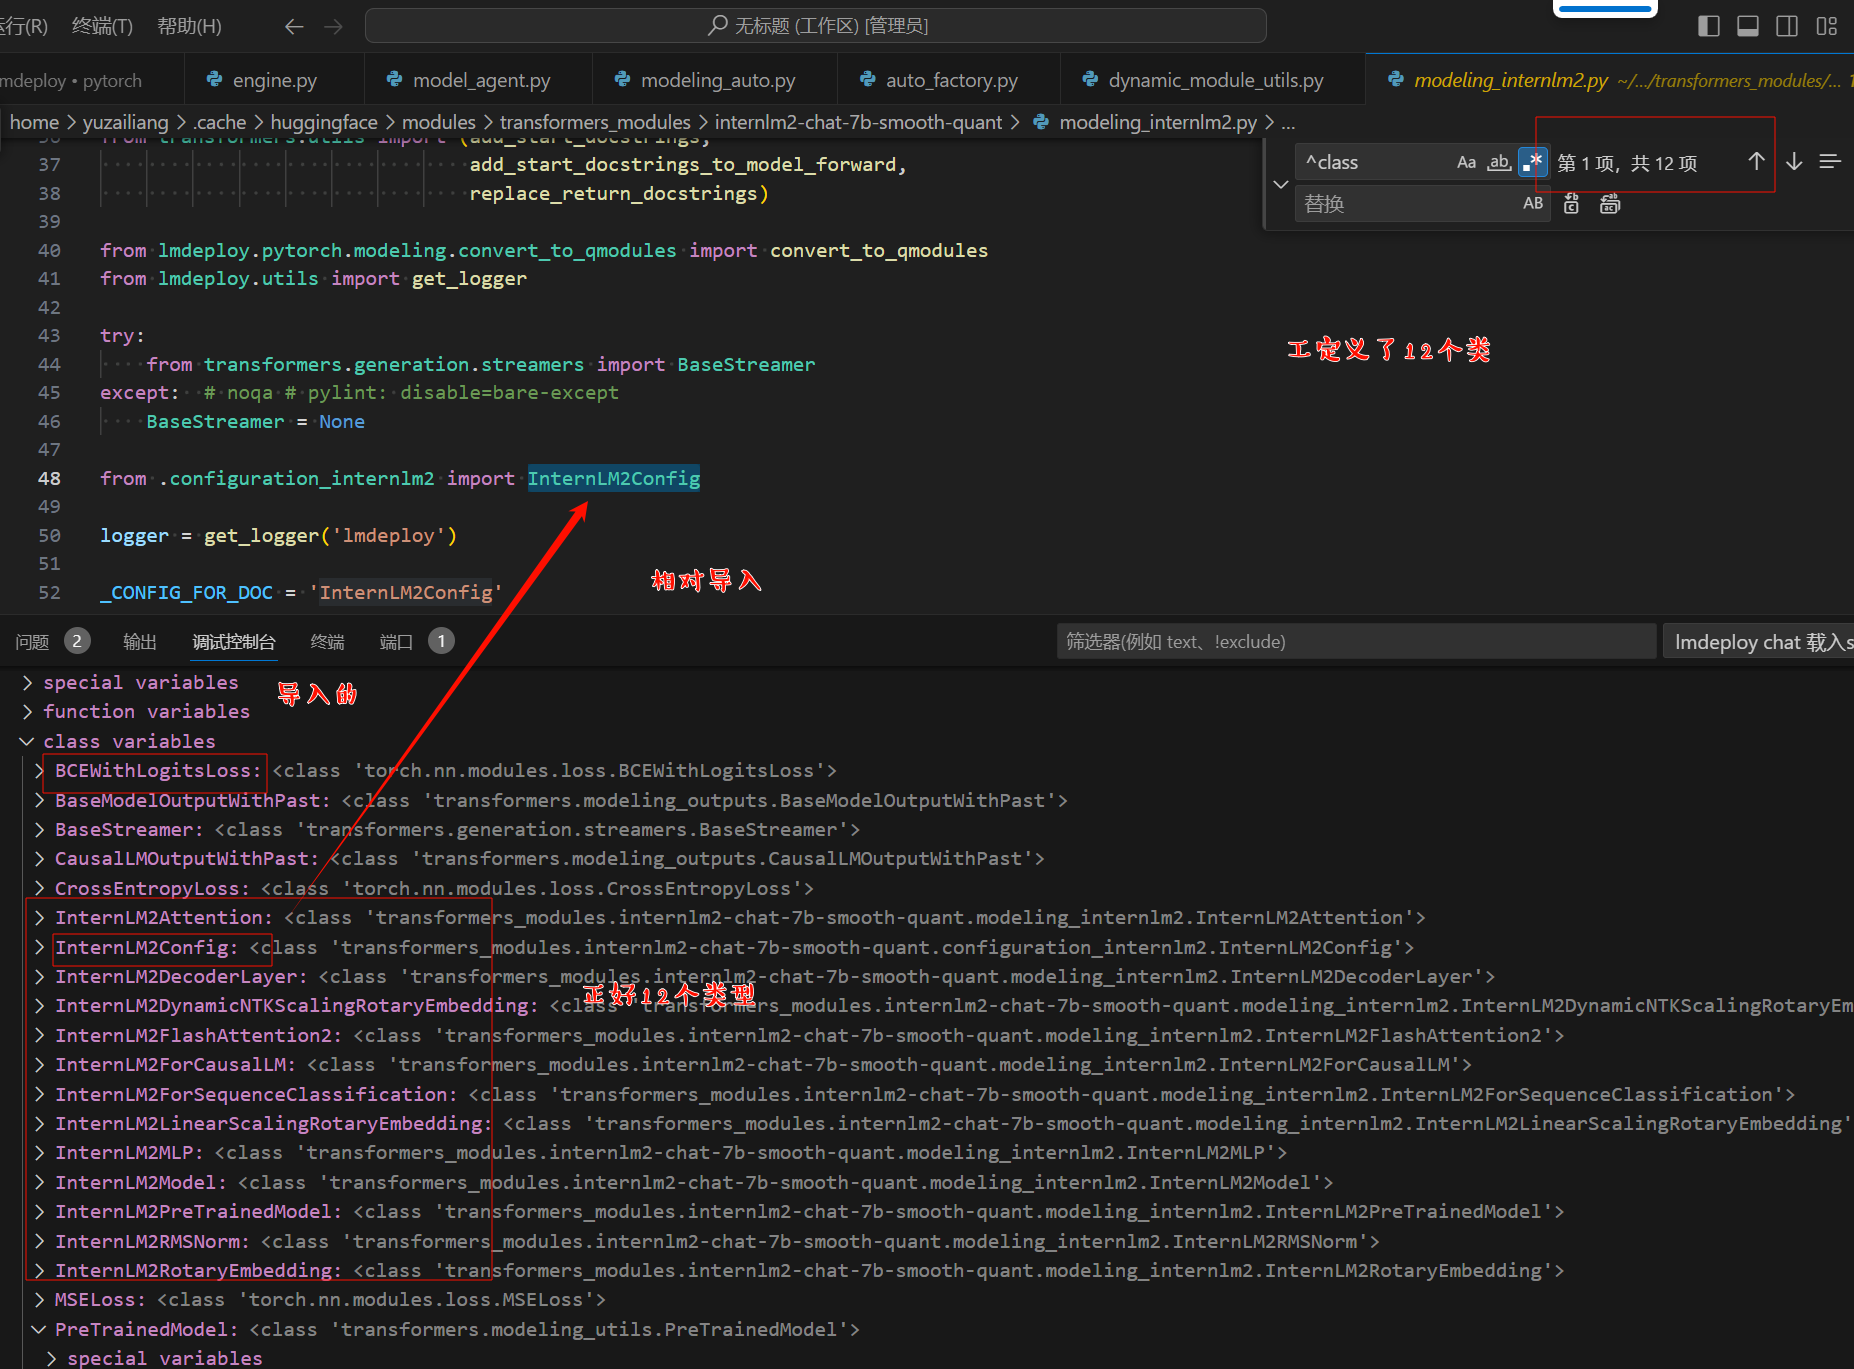 运行(R) 终端(T) 帮助(H) 无标题 (工作区) [管理员]
mdeploy • pytorch engine.py model_agent.py modeling_auto.py auto_factory.py dynamic_module_utils.py modeling_internlm2.py ~/.../transformers_modules/...
home > yuzailiang > .cache > huggingface > modules > transformers_modules > internlm2-chat-7b-smooth-quant > modeling_internlm2.py > ...
36 from transformers.utils import (add_start_docstrings,
37 add_start_docstrings_to_model_forward,
38 replace_return_docstrings)
39
40 from lmdeploy.pytorch.modeling.convert_to_qmodules import convert_to_qmodules
41 from lmdeploy.utils import get_logger
42
43 try:
44 from transformers.generation.streamers import BaseStreamer
45 except: # noqa # pylint: disable=bare-except
46 BaseStreamer = None
47
48 from .configuration_internlm2 import InternLM2Config
49
50 logger = get_logger('lmdeploy')
51
52 _CONFIG_FOR_DOC = 'InternLM2Config'
^class Aa ab 第 1 项，共 12 项
替换 AB
工定义了12个类
相对导入
问题 2 输出 调试控制台 终端 端口 1 筛选器(例如 text、!exclude) lmdeploy chat 载入s
special variables
导入的
function variables
class variables
BCEWithLogitsLoss: <class 'torch.nn.modules.loss.BCEWithLogitsLoss'>
BaseModelOutputWithPast: <class 'transformers.modeling_outputs.BaseModelOutputWithPast'>
BaseStreamer: <class 'transformers.generation.streamers.BaseStreamer'>
CausalLMOutputWithPast: <class 'transformers.modeling_outputs.CausalLMOutputWithPast'>
CrossEntropyLoss: <class 'torch.nn.modules.loss.CrossEntropyLoss'>
InternLM2Attention: <class 'transformers_modules.internlm2-chat-7b-smooth-quant.modeling_internlm2.InternLM2Attention'>
InternLM2Config: <class 'transformers_modules.internlm2-chat-7b-smooth-quant.configuration_internlm2.InternLM2Config'>
InternLM2DecoderLayer: <class 'transformers_modules.internlm2-chat-7b-smooth-quant.modeling_internlm2.InternLM2DecoderLayer'>
正好12个类型
InternLM2DynamicNTKScalingRotaryEmbedding: <class 'transformers_modules.internlm2-chat-7b-smooth-quant.modeling_internlm2.InternLM2DynamicNTKScalingRotaryEm
InternLM2FlashAttention2: <class 'transformers_modules.internlm2-chat-7b-smooth-quant.modeling_internlm2.InternLM2FlashAttention2'>
InternLM2ForCausalLM: <class 'transformers_modules.internlm2-chat-7b-smooth-quant.modeling_internlm2.InternLM2ForCausalLM'>
InternLM2ForSequenceClassification: <class 'transformers_modules.internlm2-chat-7b-smooth-quant.modeling_internlm2.InternLM2ForSequenceClassification'>
InternLM2LinearScalingRotaryEmbedding: <class 'transformers_modules.internlm2-chat-7b-smooth-quant.modeling_internlm2.InternLM2LinearScalingRotaryEmbedding'
InternLM2MLP: <class 'transformers_modules.internlm2-chat-7b-smooth-quant.modeling_internlm2.InternLM2MLP'>
InternLM2Model: <class 'transformers_modules.internlm2-chat-7b-smooth-quant.modeling_internlm2.InternLM2Model'>
InternLM2PreTrainedModel: <class 'transformers_modules.internlm2-chat-7b-smooth-quant.modeling_internlm2.InternLM2PreTrainedModel'>
InternLM2RMSNorm: <class 'transformers_modules.internlm2-chat-7b-smooth-quant.modeling_internlm2.InternLM2RMSNorm'>
InternLM2RotaryEmbedding: <class 'transformers_modules.internlm2-chat-7b-smooth-quant.modeling_internlm2.InternLM2RotaryEmbedding'>
MSELoss: <class 'torch.nn.modules.loss.MSELoss'>
PreTrainedModel: <class 'transformers.modeling_utils.PreTrainedModel'>
special variables